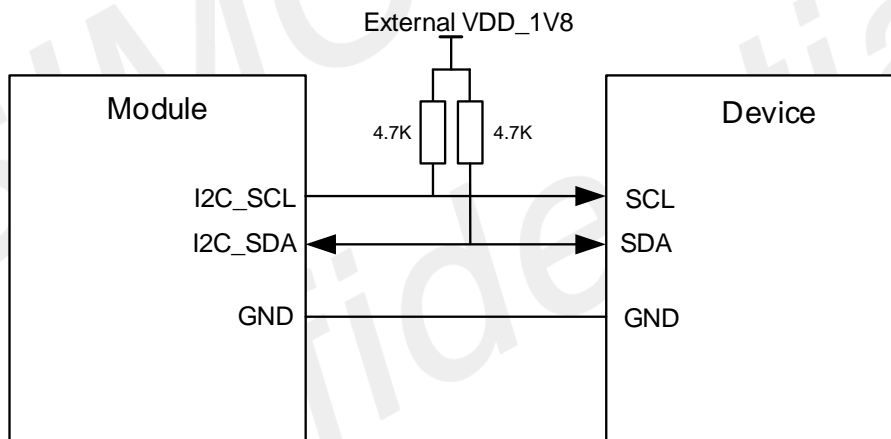 External VDD_1V8
Module
Device
4.7K
4.7K
I2C_SCL
SCL
I2C_SDA
SDA
GND
GND